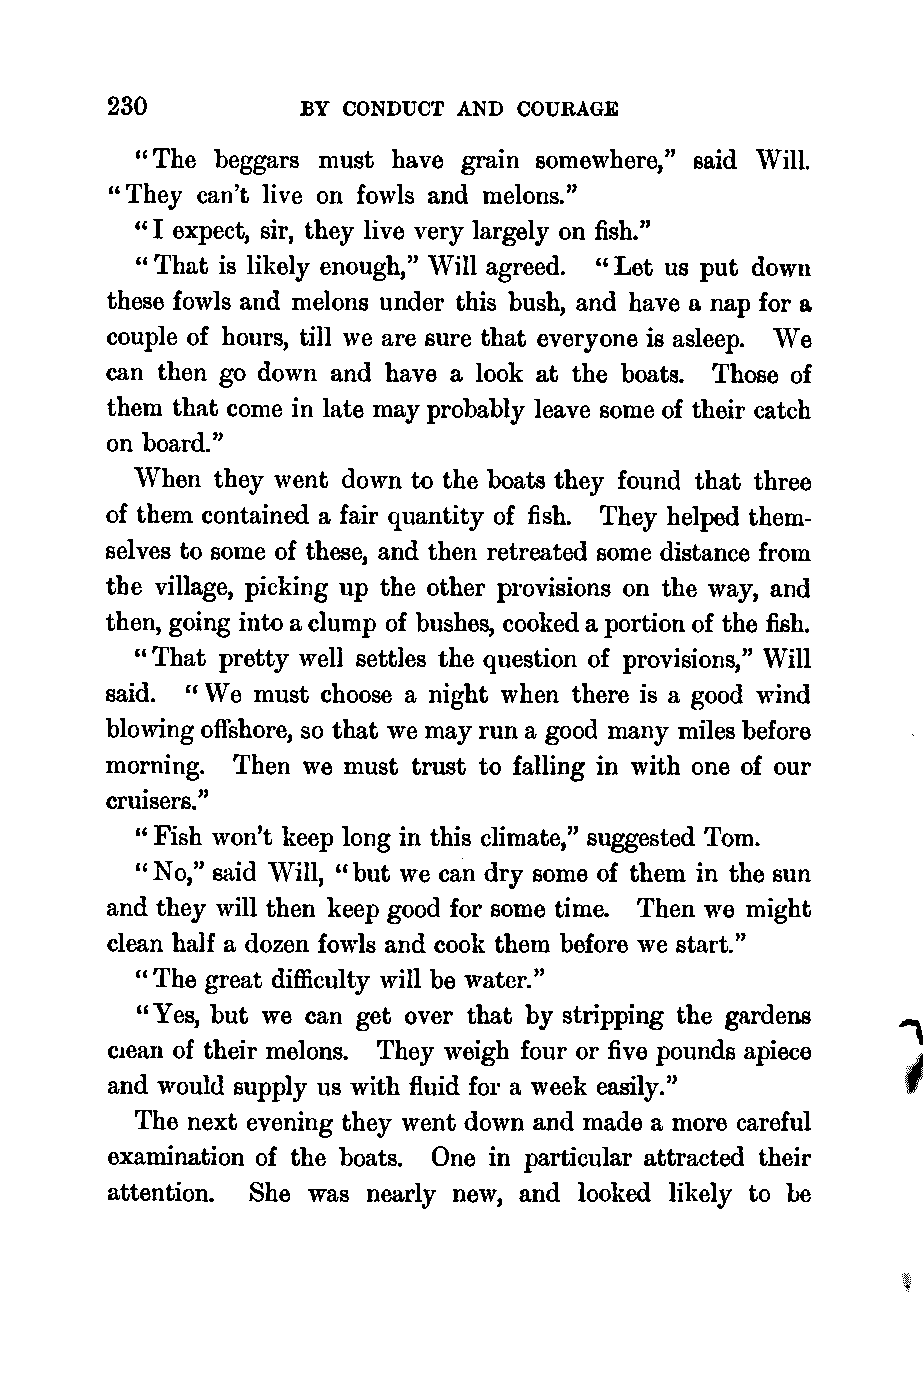 230 BY CONDUCT AND COURAGE
"The beggars must have grain somewhere," said Will.
"They can't live on fowls and melons."
"I expect, sir, they live very largely on fish."
"That is likely enough," Will agreed. "Let us put down
these fowls and melons under this bush, and have a nap for a
couple of hours, till we are sure that everyone is asleep. We
can then go down and have a look at the boats. Those of
them that come in late may probably leave some of their catch
on board."
When they went down to the boats they found that three
of them contained a fair quantity of fish. They helped them-
selves to some of these, and then retreated some distance from
the village, picking up the other provisions on the way, and
then, going into a clump of bushes, cooked a portion of the fish.
"That pretty well settles the question of provisions," Will
said. "We must choose a night when there is a good wind
blowing offshore, so that we may run a good many miles before
morning. Then we must trust to falling in with one of our
cruisers."
"Fish won't keep long in this climate," suggested Tom.
"No," said Will, "but we can dry some of them in the sun
and they will then keep good for some time. Then we might
clean half a dozen fowls and cook them before we start."
"The great difficulty will be water."
"Yes, but we can get over that by stripping the gardens
clean of their melons. They weigh four or five pounds apiece
and would supply us with fluid for a week easily."
The next evening they went down and made a more careful
examination of the boats. One in particular attracted their
attention. She was nearly new, and looked likely to be